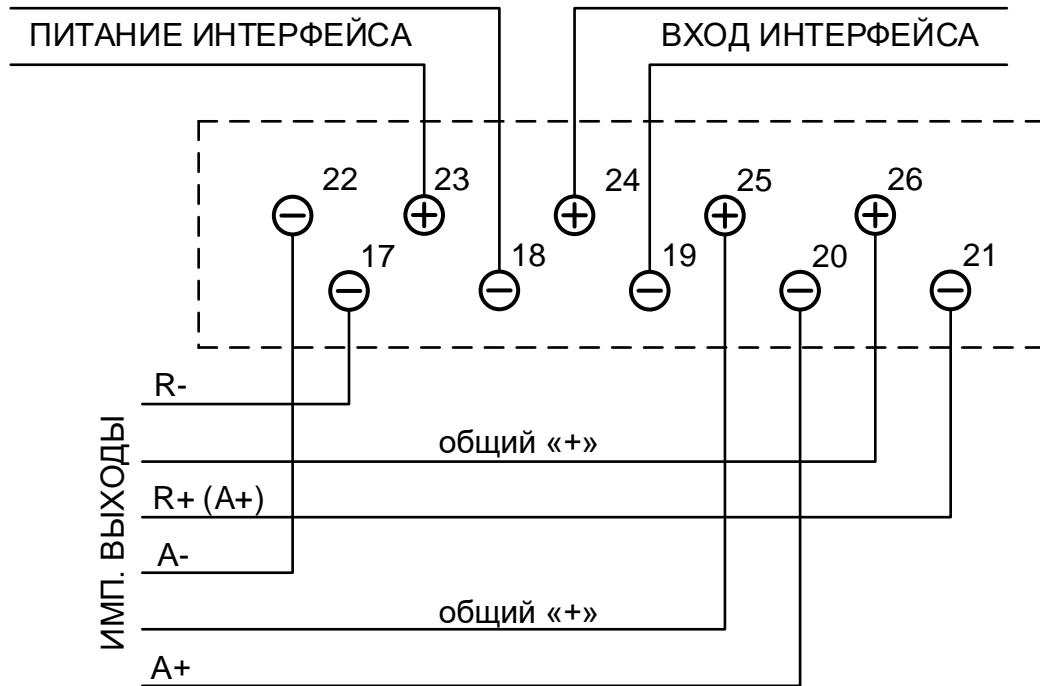 ПИТАНИЕ ИНТЕРФЕЙСА
ВХОД ИНТЕРФЕЙСА
22 23 24 25 26
17 18 19 20 21
ИМП. ВЫХОДЫ
R-
общий «+»
R+ (A+)
A-
общий «+»
A+